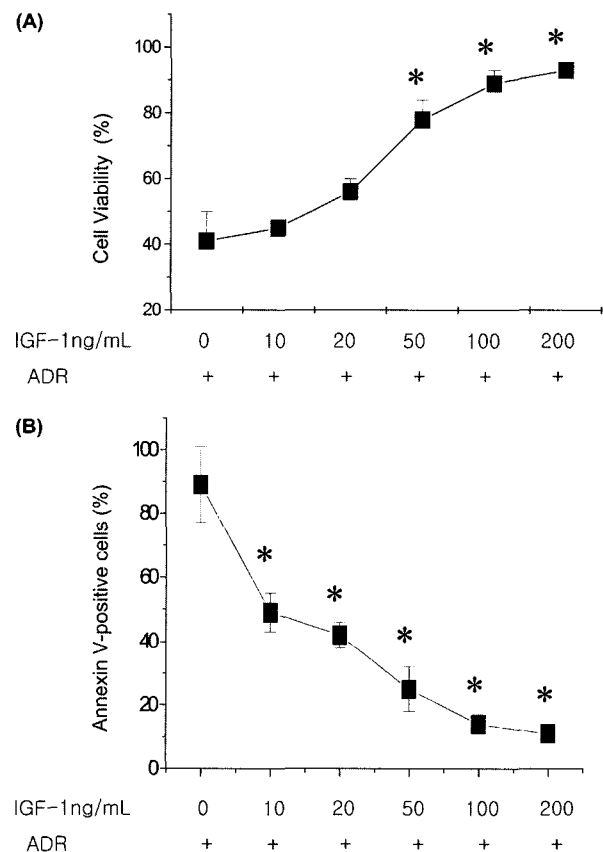 (A)
Cell Viability (%)
100
80
60
40
20
* * *
IGF-1ng/mL 0 10 20 50 100 200
ADR + + + + + +
(B)
Annexin V-positive cells (%)
100
80
60
40
20
0
* * * * *
IGF-1ng/mL 0 10 20 50 100 200
ADR + + + + + +